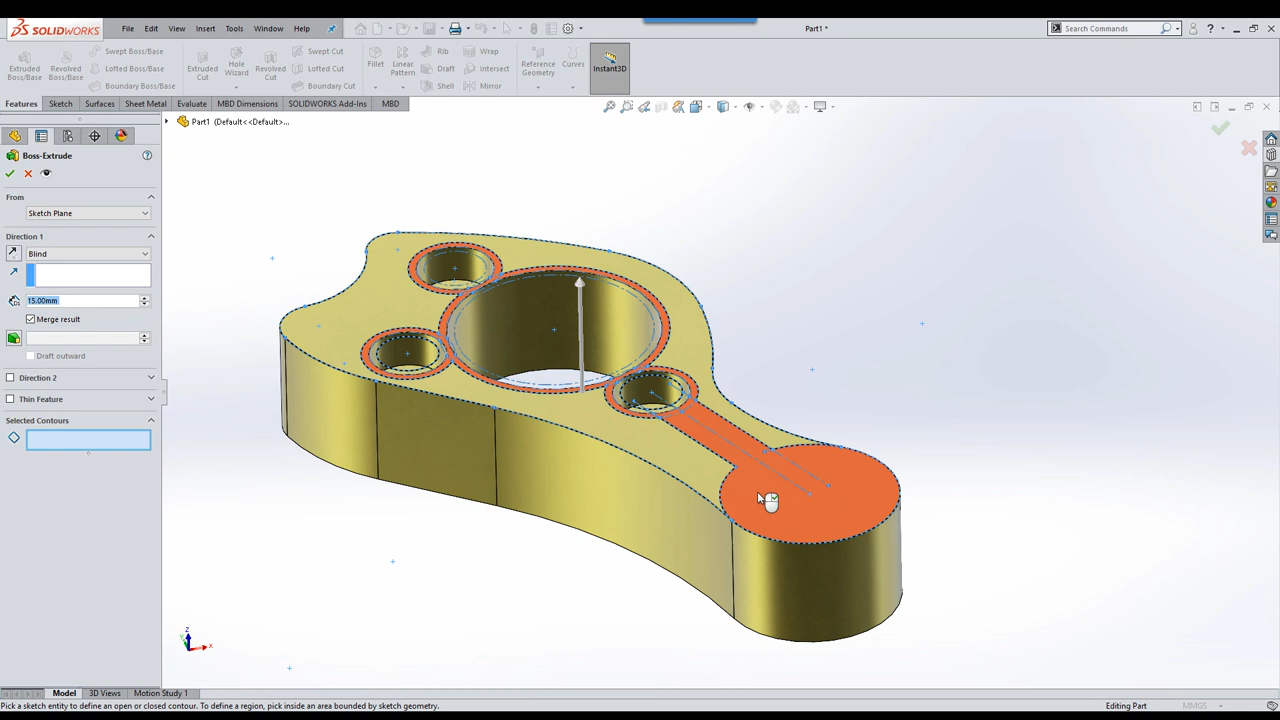 SOLIDWORKS File Edit View Insert Tools Window Help Part1 * Search Commands
Extruded Boss/Base
Revolved Boss/Base
Swept Boss/Base
Lofted Boss/Base
Boundary Boss/Base
Extruded Cut
Hole Wizard
Revolved Cut
Swept Cut
Lofted Cut
Boundary Cut
Fillet
Linear Pattern
Rib
Draft
Shell
Wrap
Intersect
Mirror
Reference Geometry
Curves
Instant3D
Features Sketch Surfaces Sheet Metal Evaluate MBD Dimensions SOLIDWORKS Add-Ins MBD
Part1 (Default<<Default>...
Boss-Extrude
From
Sketch Plane
Direction 1
Blind
15.00mm
Merge result
Draft outward
Direction 2
Thin Feature
Selected Contours
Z
X
Model 3D Views Motion Study 1
Pick a sketch entity to define an open or closed contour. To define a region, pick inside an area bounded by sketch geometry. Editing Part MMGS